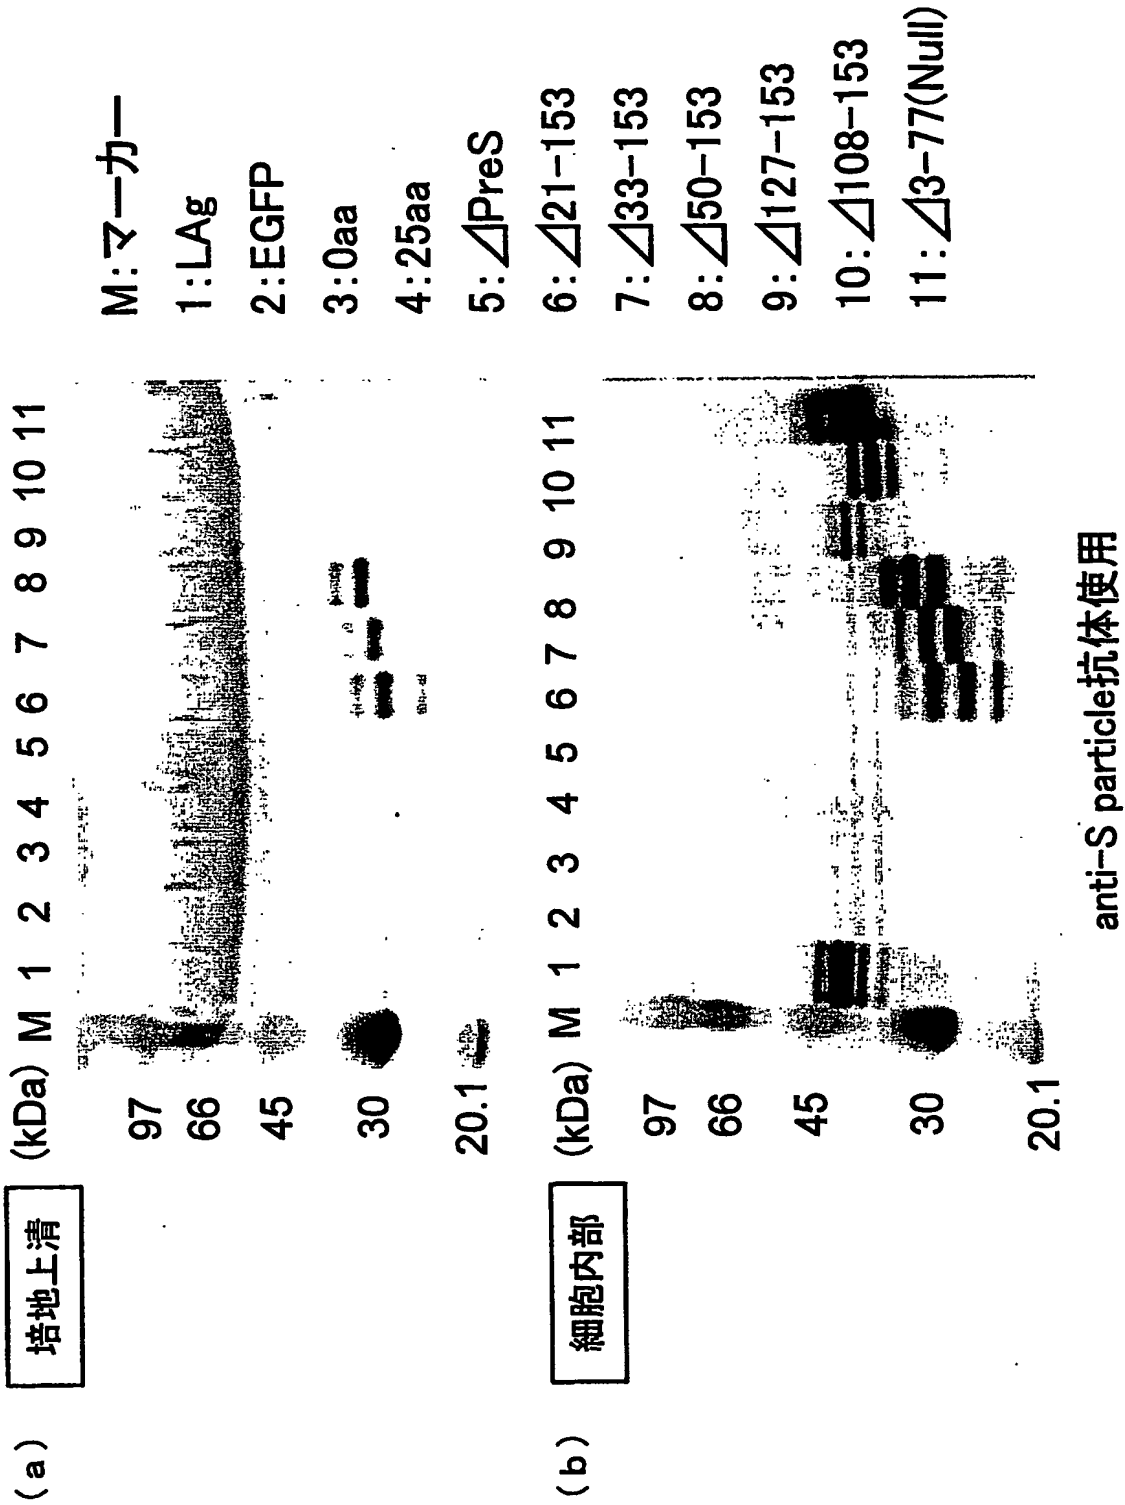 (a)
培地上清
(kDa) M 1 2 3 4 5 6 7 8 9 10 11
97
66
45
30
20.1
M:マーカー
1:LAg
2:EGFP
3:0aa
4:25aa
5:⊿PreS
6:⊿21-153
7:⊿33-153
8:⊿50-153
9:⊿127-153
10:⊿108-153
11:⊿3-77(Null)
(b)
細胞内部
(kDa) M 1 2 3 4 5 6 7 8 9 10 11
97
66
45
30
20.1
anti-S particle抗体使用